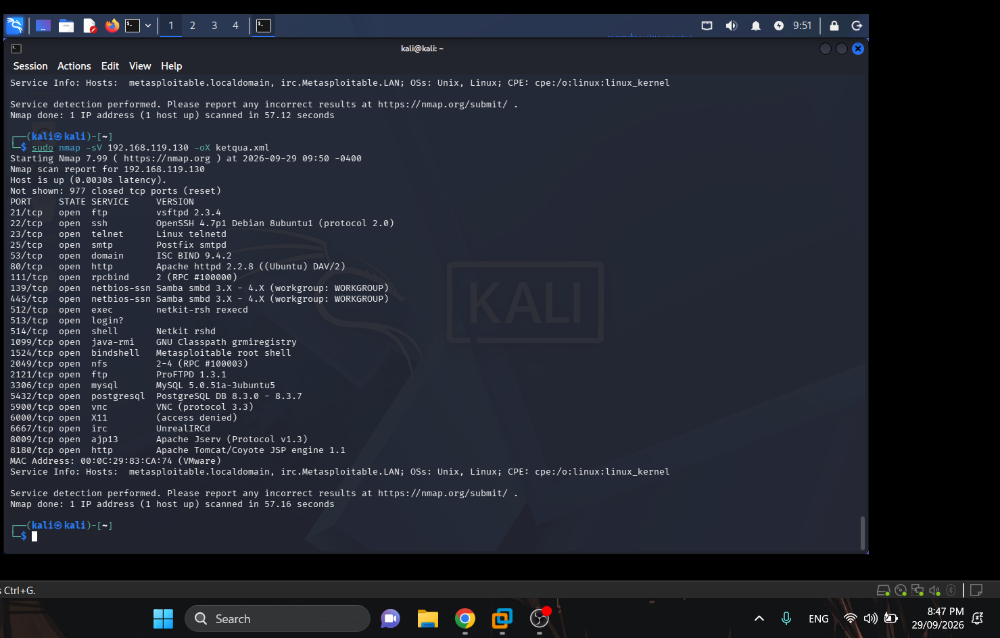 1 2 3 4 9:51
kali@kali: ~
Session Actions Edit View Help
Service Info: Hosts:  metasploitable.localdomain, irc.Metasploitable.LAN; OSs: Unix, Linux; CPE: cpe:/o:linux:linux_kernel
Service detection performed. Please report any incorrect results at https://nmap.org/submit/ .
Nmap done: 1 IP address (1 host up) scanned in 57.12 seconds
┌──(kali㉿kali)-[~]
└─$ sudo nmap -sV 192.168.119.130 -oX ketqua.xml
Starting Nmap 7.99 ( https://nmap.org ) at 2026-09-29 09:50 -0400
Nmap scan report for 192.168.119.130
Host is up (0.0030s latency).
Not shown: 977 closed tcp ports (reset)
PORT     STATE SERVICE     VERSION
21/tcp   open  ftp         vsftpd 2.3.4
22/tcp   open  ssh         OpenSSH 4.7p1 Debian 8ubuntu1 (protocol 2.0)
23/tcp   open  telnet      Linux telnetd
25/tcp   open  smtp        Postfix smtpd
53/tcp   open  domain      ISC BIND 9.4.2
80/tcp   open  http        Apache httpd 2.2.8 ((Ubuntu) DAV/2)
111/tcp  open  rpcbind     2 (RPC #100000)
139/tcp  open  netbios-ssn Samba smbd 3.X - 4.X (workgroup: WORKGROUP)
445/tcp  open  netbios-ssn Samba smbd 3.X - 4.X (workgroup: WORKGROUP)
512/tcp  open  exec        netkit-rsh rexecd
513/tcp  open  login?
514/tcp  open  shell       Netkit rshd
1099/tcp open  java-rmi    GNU Classpath grmiregistry
1524/tcp open  bindshell   Metasploitable root shell
2049/tcp open  nfs         2-4 (RPC #100003)
2121/tcp open  ftp         ProFTPD 1.3.1
3306/tcp open  mysql       MySQL 5.0.51a-3ubuntu5
5432/tcp open  postgresql  PostgreSQL DB 8.3.0 - 8.3.7
5900/tcp open  vnc         VNC (protocol 3.3)
6000/tcp open  X11         (access denied)
6667/tcp open  irc         UnrealIRCd
8009/tcp open  ajp13       Apache Jserv (Protocol v1.3)
8180/tcp open  http        Apache Tomcat/Coyote JSP engine 1.1
MAC Address: 00:0C:29:83:CA:74 (VMware)
Service Info: Hosts:  metasploitable.localdomain, irc.Metasploitable.LAN; OSs: Unix, Linux; CPE: cpe:/o:linux:linux_kernel
Service detection performed. Please report any incorrect results at https://nmap.org/submit/ .
Nmap done: 1 IP address (1 host up) scanned in 57.16 seconds
┌──(kali㉿kali)-[~]
└─$
KALI
s Ctrl+G.
Search
ENG
8:47 PM
29/09/2026